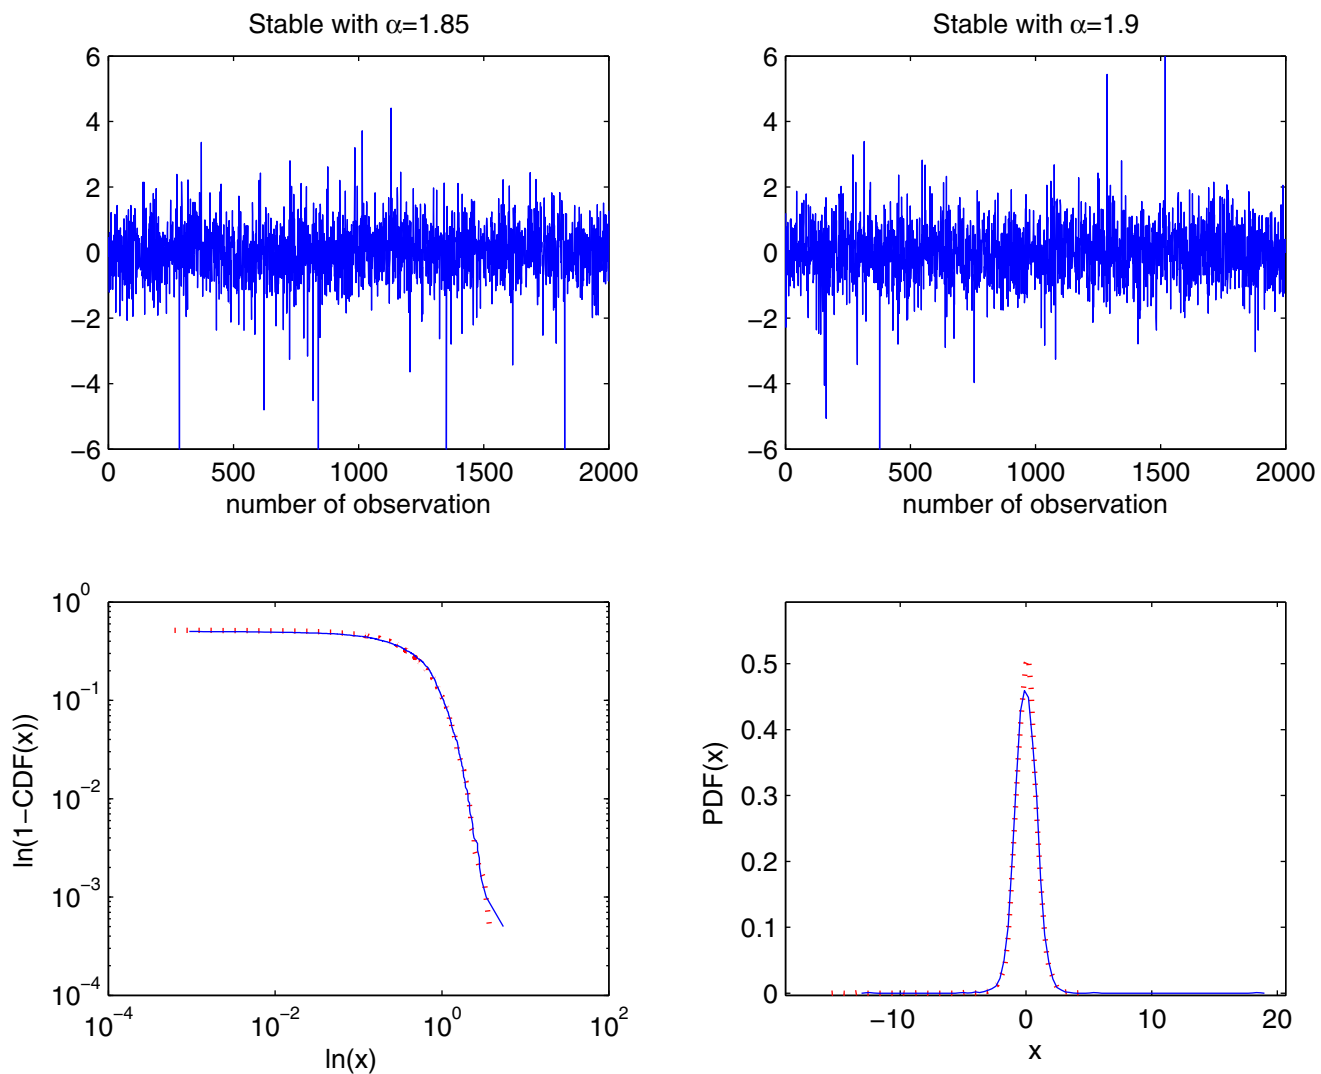 Stable with α=1.85
6
4
2
0
−2
−4
−6
0 500 1000 1500 2000
number of observation
Stable with α=1.9
6
4
2
0
−2
−4
−6
0 500 1000 1500 2000
number of observation
ln(1−CDF(x))
10^0
10^−1
10^−2
10^−3
10^−4
10^−4 10^−2 10^0 10^2
ln(x)
PDF(x)
0.5
0.4
0.3
0.2
0.1
0
−10 0 10 20
x